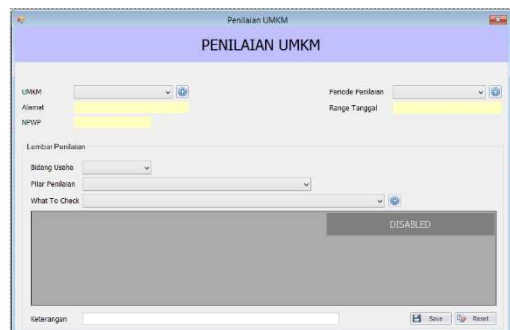 Penilaian UMKM
PENILAIAN UMKM
UMKM
Periode Penilaian
Alamat
Range Tanggal
NPWP
Lembar Penilaian
Bidang Usaha
Pilar Penilaian
What To Check
DISABLED
Keterangan
Save
Reset